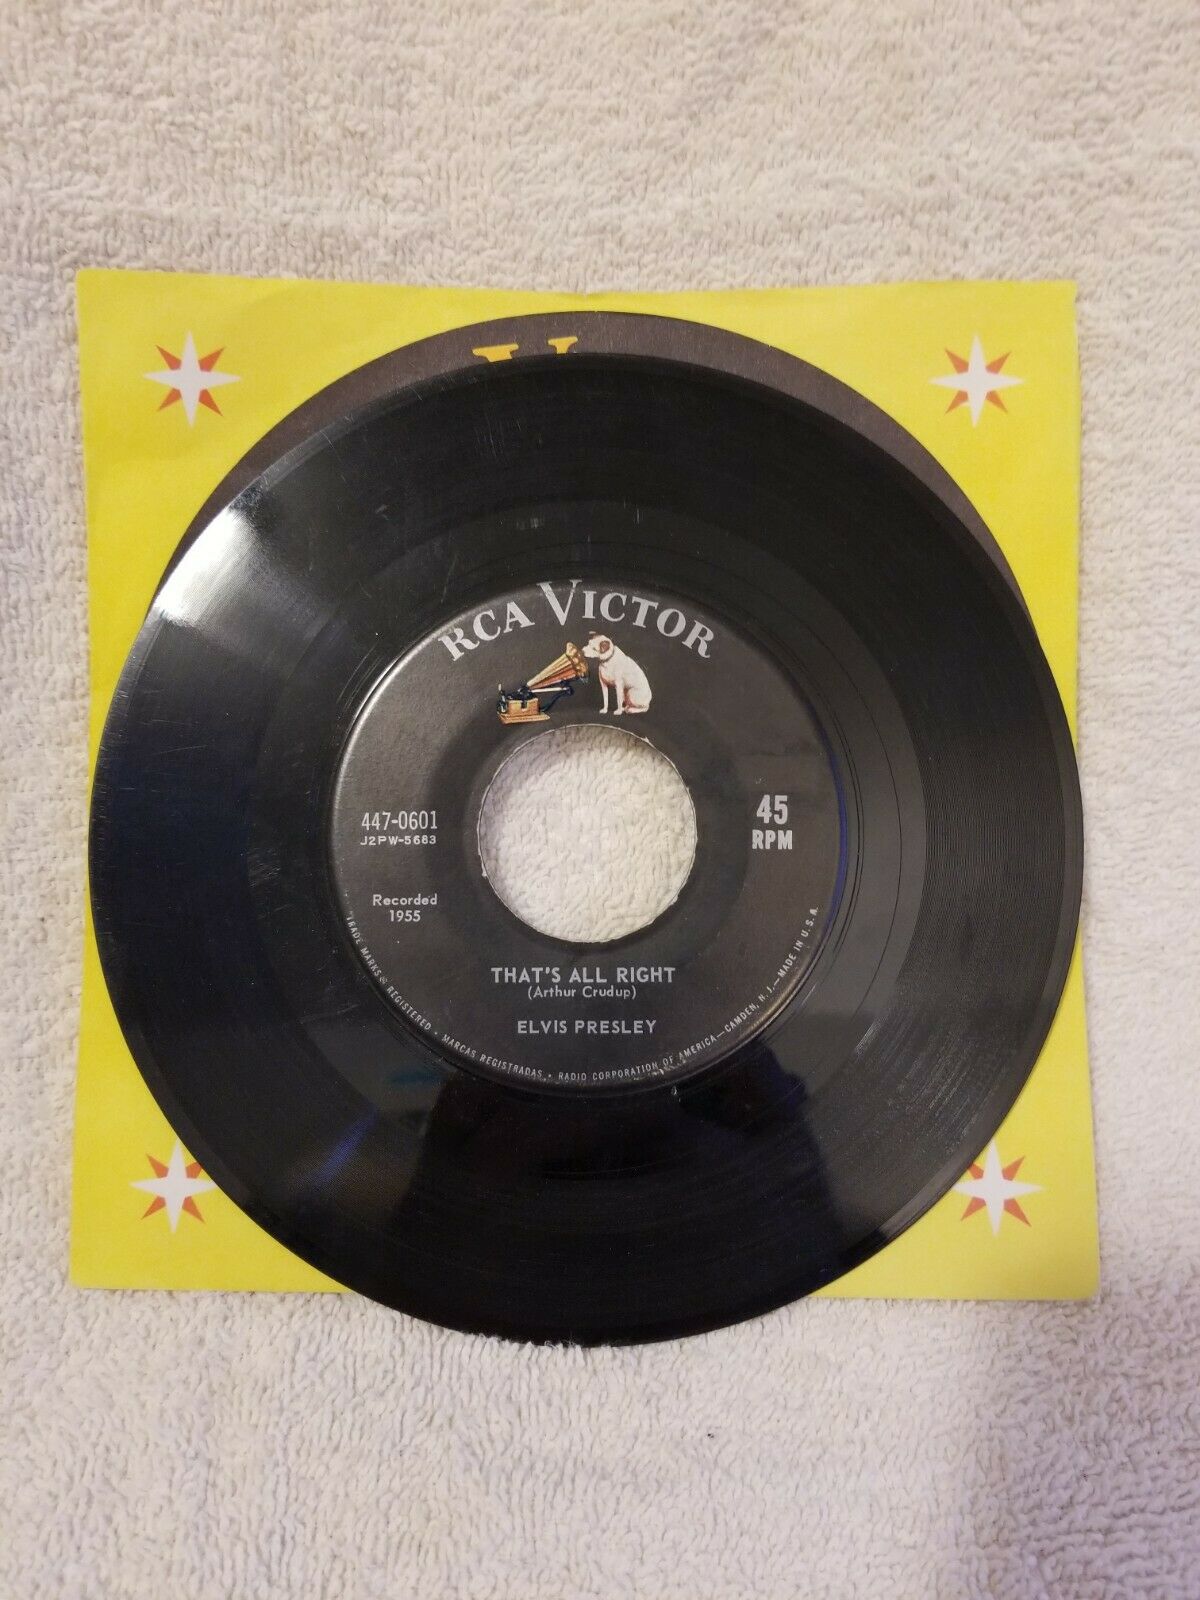 RCA VICTOR
447-0601
J2PW-5683
45
RPM
Recorded
1955
THAT'S ALL RIGHT
(Arthur Crudup)
ELVIS PRESLEY
TRADE MARKS ® REGISTERED • MARCAS REGISTRADAS • RADIO CORPORATION OF AMERICA—CAMDEN, N. J.—MADE IN U. S. A.